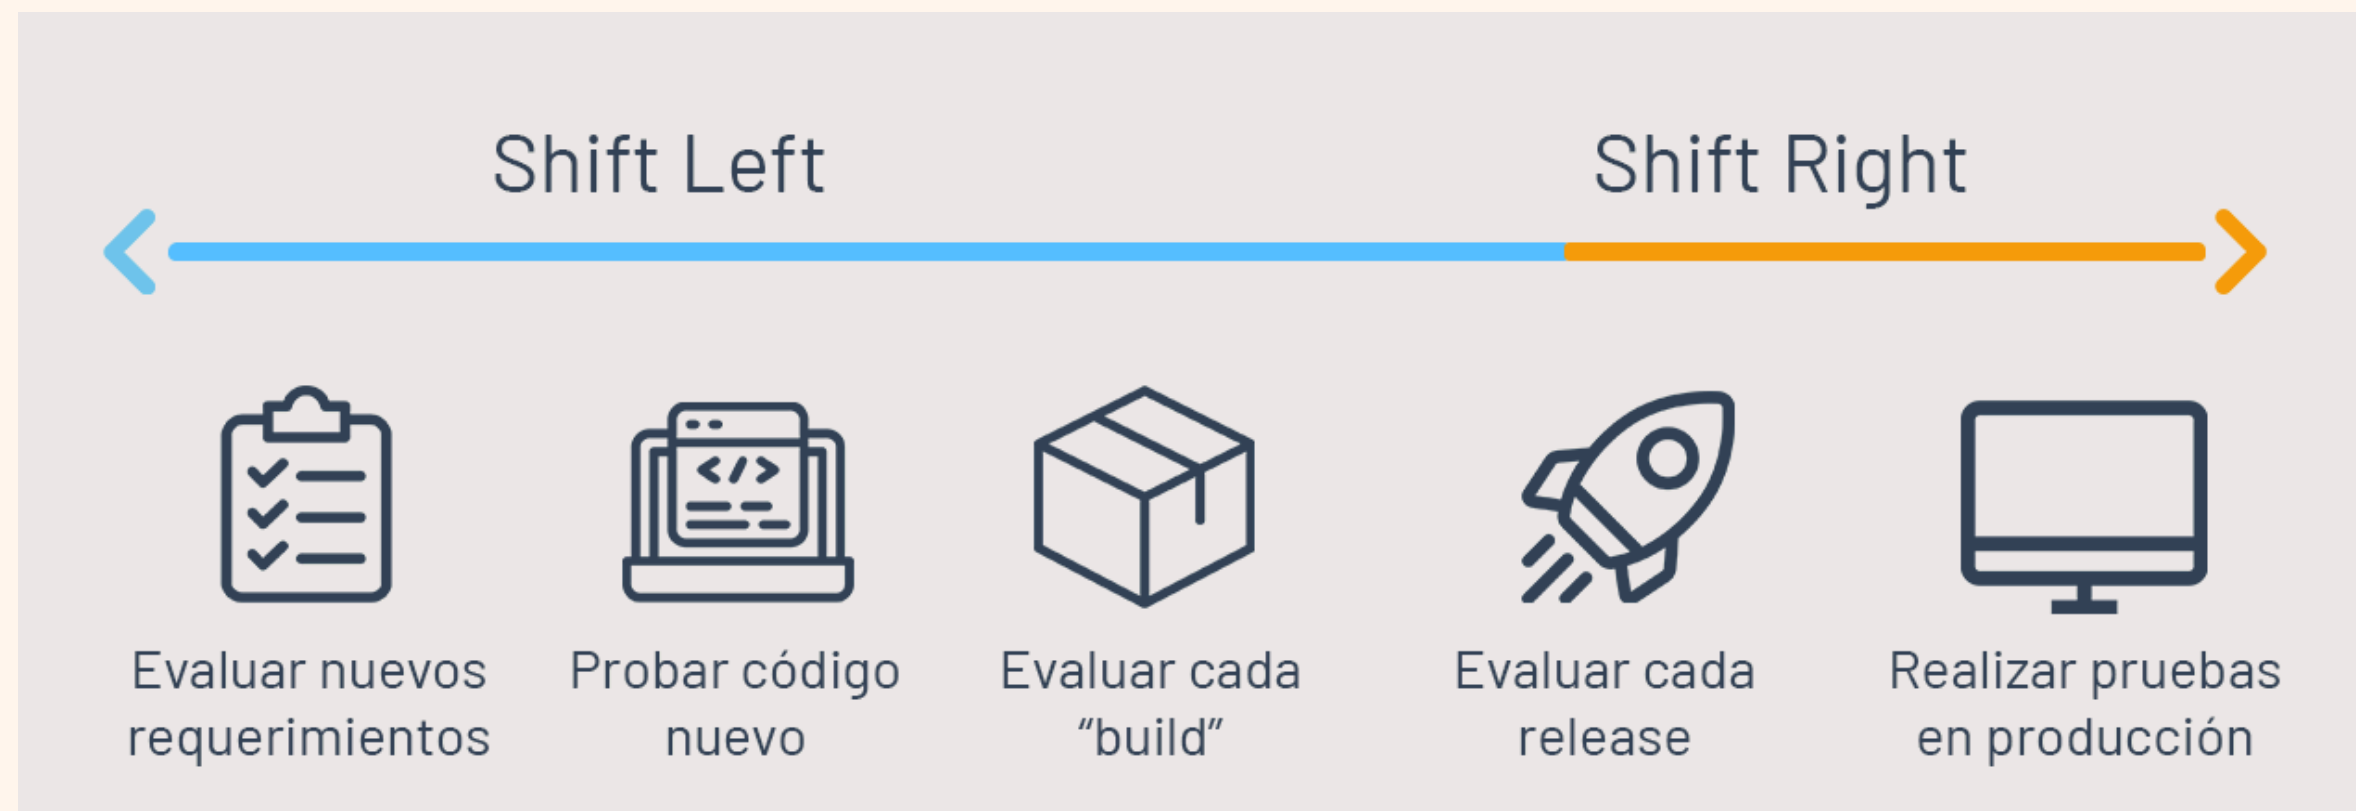 Shift Left
Shift Right
</>
Evaluar nuevos
requerimientos
Probar código
nuevo
Evaluar cada
“build”
Evaluar cada
release
Realizar pruebas
en producción